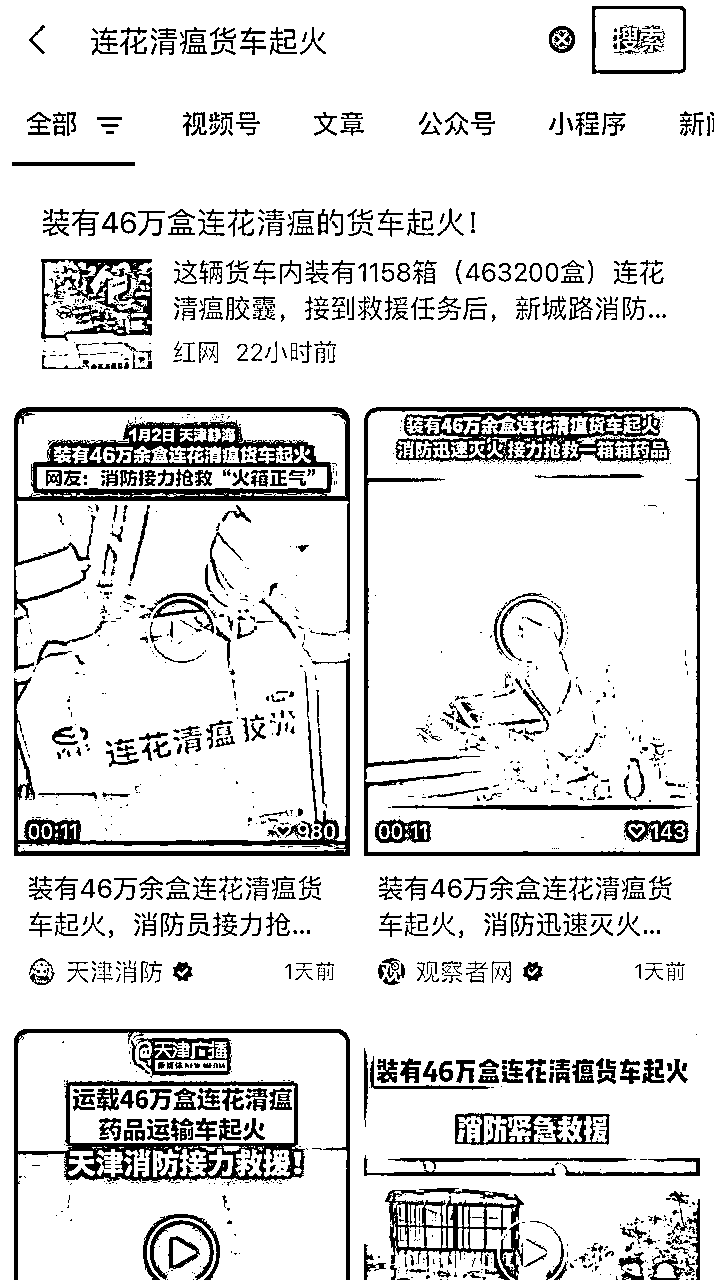 连花清瘟货车起火
搜索
全部
视频号
文章
公众号
小程序
新闻
装有46万盒连花清瘟的货车起火!
这辆货车内装有1158箱（463200盒）连花
清瘟胶囊，接到救援任务后，新城路消防...
红网 22小时前
1月2日 天津静海
装有46万余盒连花清瘟货车起火
网友：消防接力抢救“火箱正气”
连花清瘟胶囊
00:11
980
装有46万余盒连花清瘟货
车起火，消防员接力抢...
天津消防
1天前
装有46万余盒连花清瘟货车起火
消防迅速灭火 接力抢救一箱箱药品
00:11
143
装有46万余盒连花清瘟货
车起火，消防迅速灭火...
观察者网
1天前
@天津广播
运载46万盒连花清瘟
药品运输车起火
天津消防接力救援!
装有46万盒连花清瘟货车起火
消防紧急救援